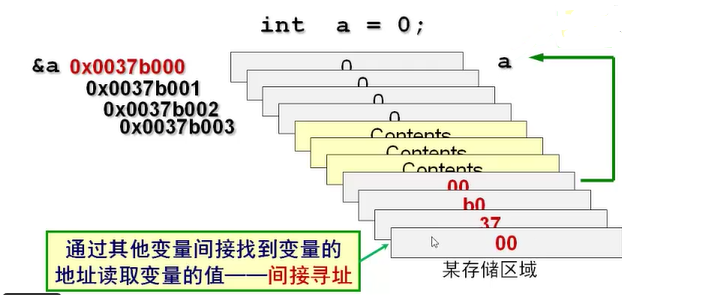 int a = 0;
&a 0x0037b000
0x0037b001
0x0037b002
0x0037b003
0
0
0
0
a
Contents
Contents
Contents
00
b0
37
00
通过其他变量间接找到变量的
地址读取变量的值——间接寻址
某存储区域